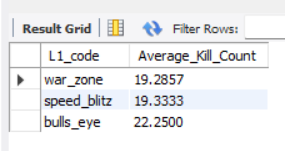 Result Grid Filter Rows:
L1_code Average_Kill_Count
war_zone 19.2857
speed_blitz 19.3333
bulls_eye 22.2500